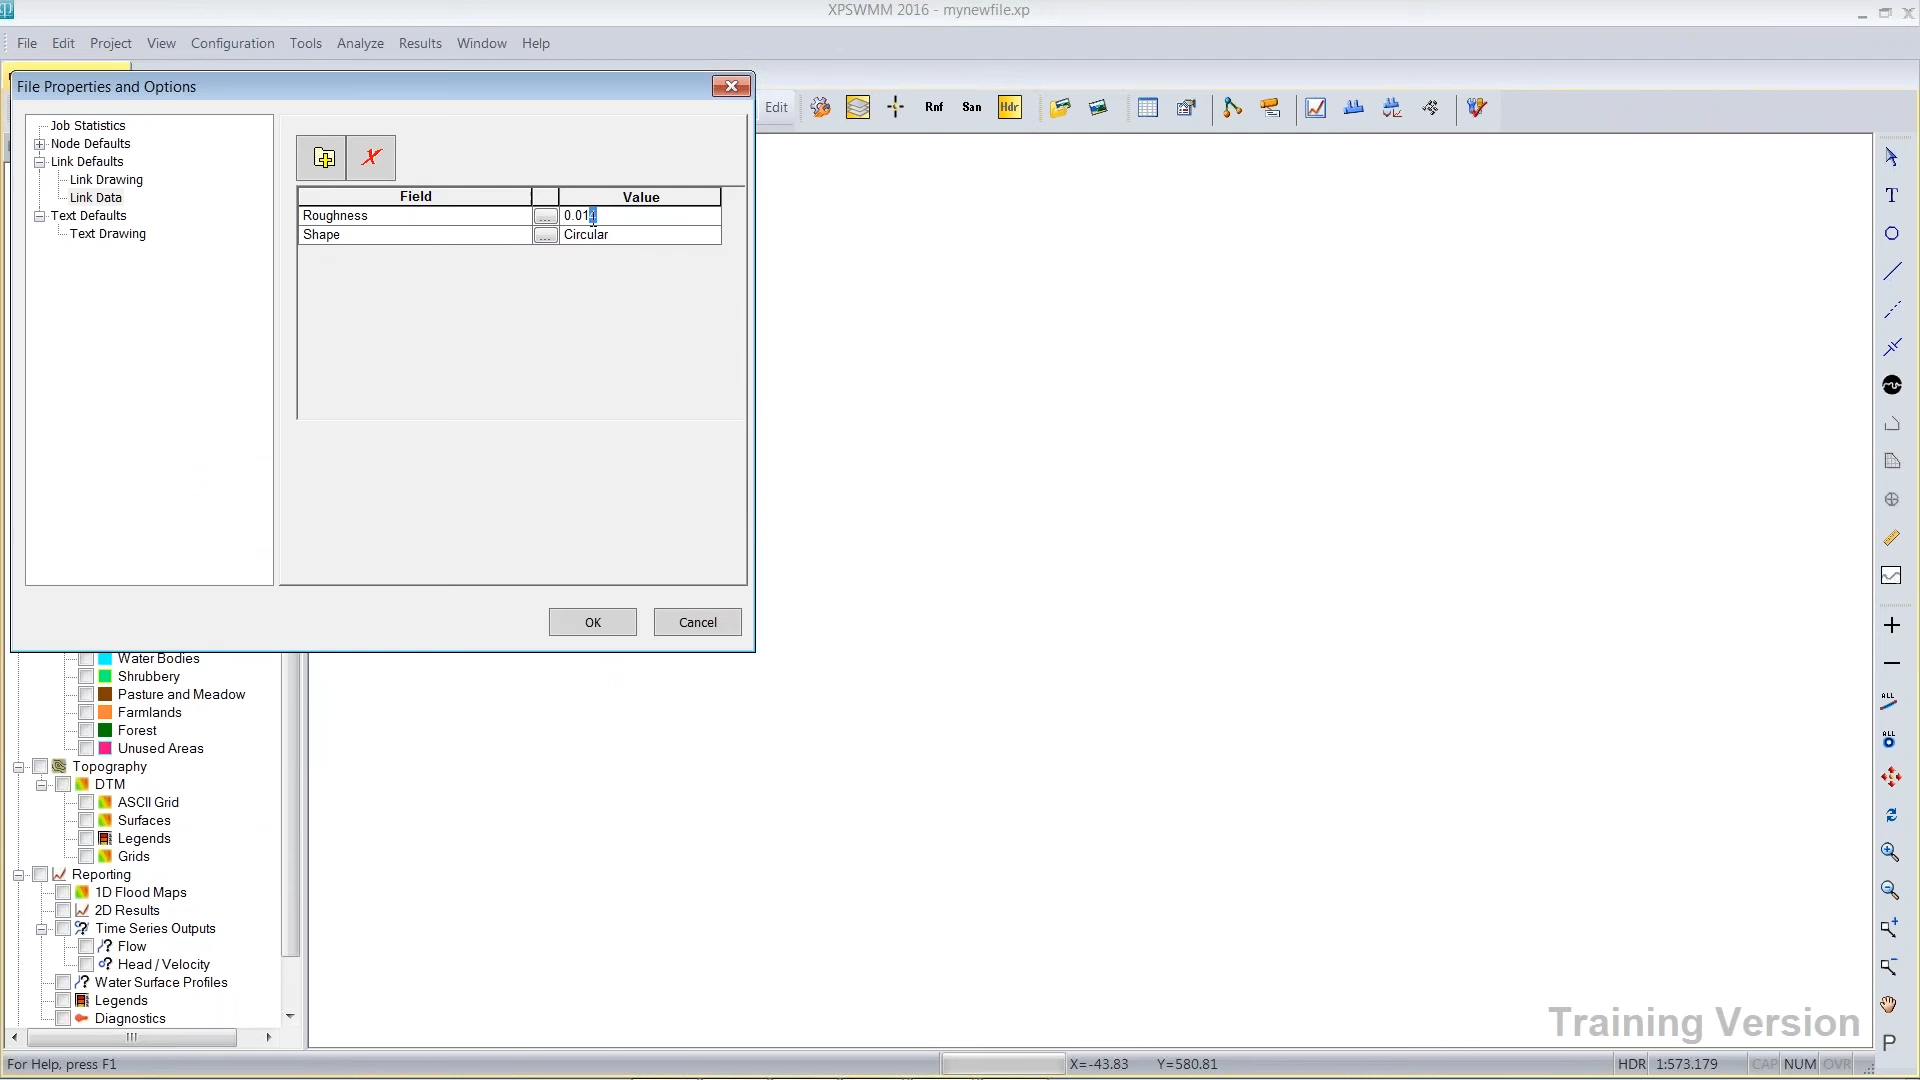 XPSWMM 2016 - mynewfile.xp
File Edit Project View Configuration Tools Analyze Results Window Help
File Properties and Options
Edit
Rnf
San
Hdr
Job Statistics
Node Defaults
Link Defaults
Link Drawing
Link Data
Text Defaults
Text Drawing
Field Value
Roughness ... 0.014
Shape ... Circular
OK Cancel
Water Bodies
Shrubbery
Pasture and Meadow
Farmlands
Forest
Unused Areas
Topography
DTM
ASCII Grid
Surfaces
Legends
Grids
Reporting
1D Flood Maps
2D Results
Time Series Outputs
Flow
Head / Velocity
Water Surface Profiles
Legends
Diagnostics
T
ALL
ALL
P
Training Version
For Help, press F1
X=-43.83 Y=580.81
HDR 1:573.179 CAP NUM OVR